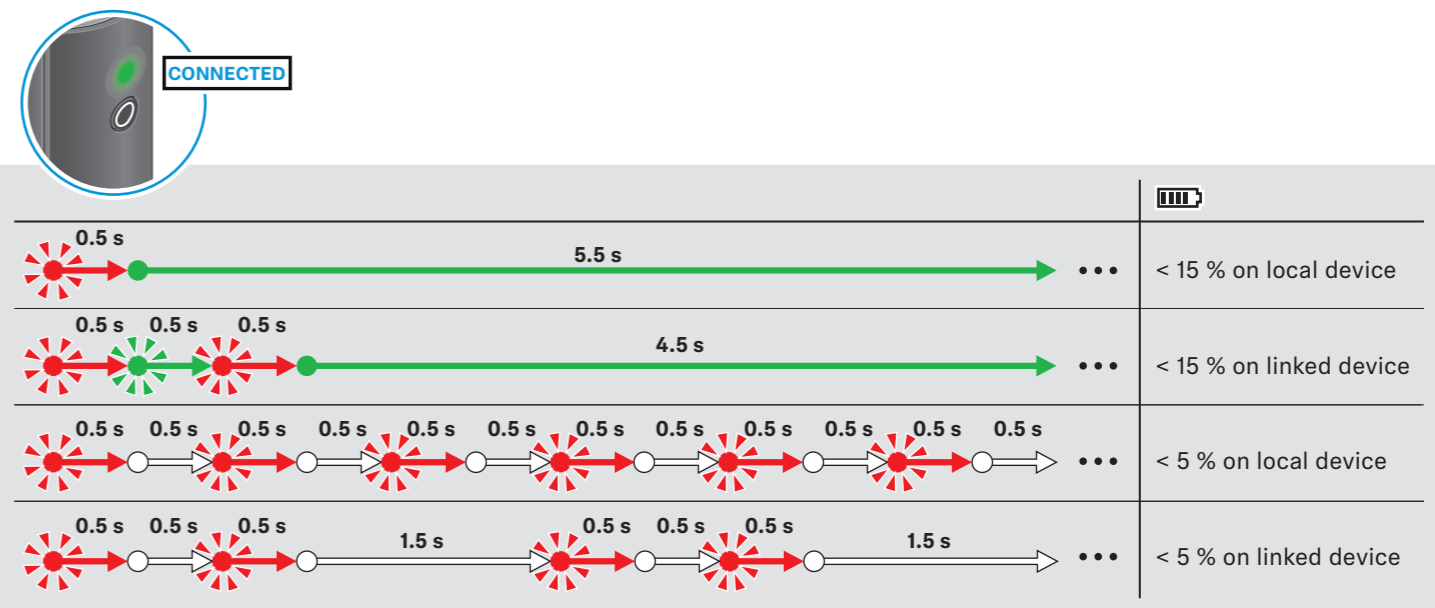 CONNECTED
0.5 s
5.5 s
••• < 15 % on local device
0.5 s 0.5 s 0.5 s
4.5 s
••• < 15 % on linked device
0.5 s 0.5 s 0.5 s 0.5 s 0.5 s 0.5 s 0.5 s 0.5 s 0.5 s 0.5 s 0.5 s 0.5 s
••• < 5 % on local device
0.5 s 0.5 s 0.5 s 1.5 s 0.5 s 0.5 s 0.5 s 1.5 s
••• < 5 % on linked device